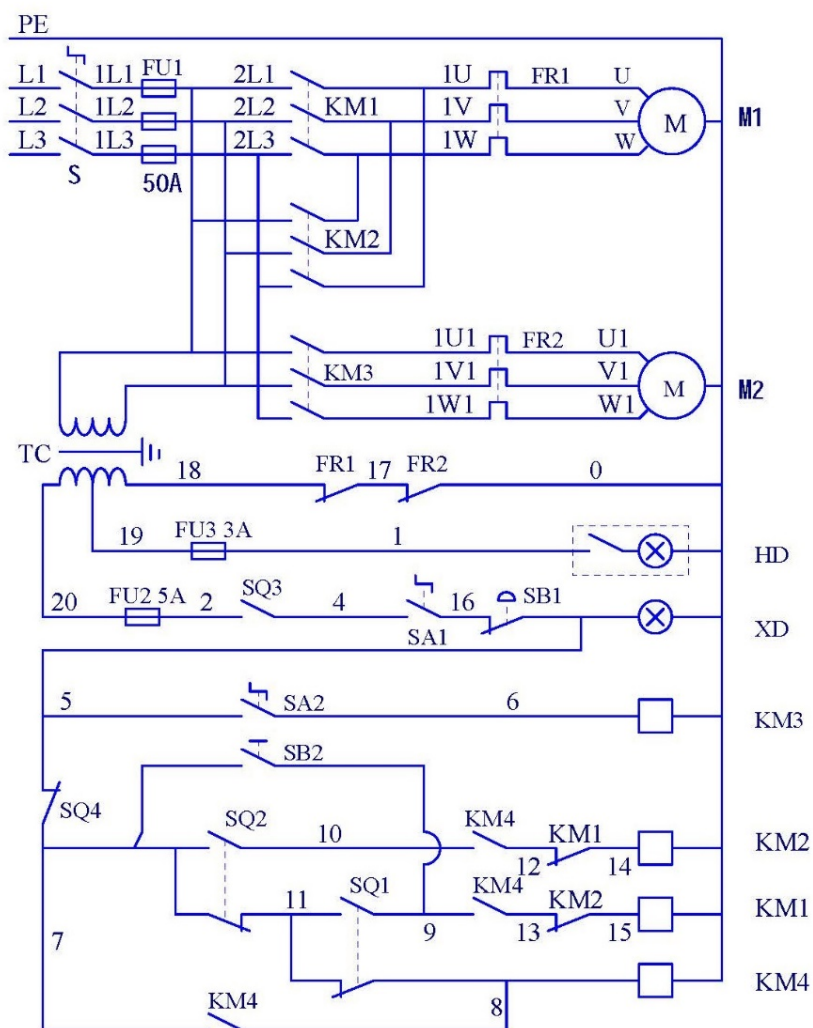 PE
L1 1L1 FU1 2L1 1U FR1 U
L2 1L2 2L2 KM1 1V V M M1
L3 1L3 2L3 1W W
S 50A
KM2
1U1 FR2 U1
KM3 1V1 V1 M M2
1W1 W1
TC
18 FR1 17 FR2 0
19 FU3 3A 1 HD
20 FU2 5A 2 SQ3 4 16 SB1
SA1 XD
5 SA2 6 KM3
SB2
SQ4 SQ2 10 KM4 KM1 KM2
12 14
11 SQ1 KM4 KM2 KM1
7 9 13 15
KM4 8 KM4